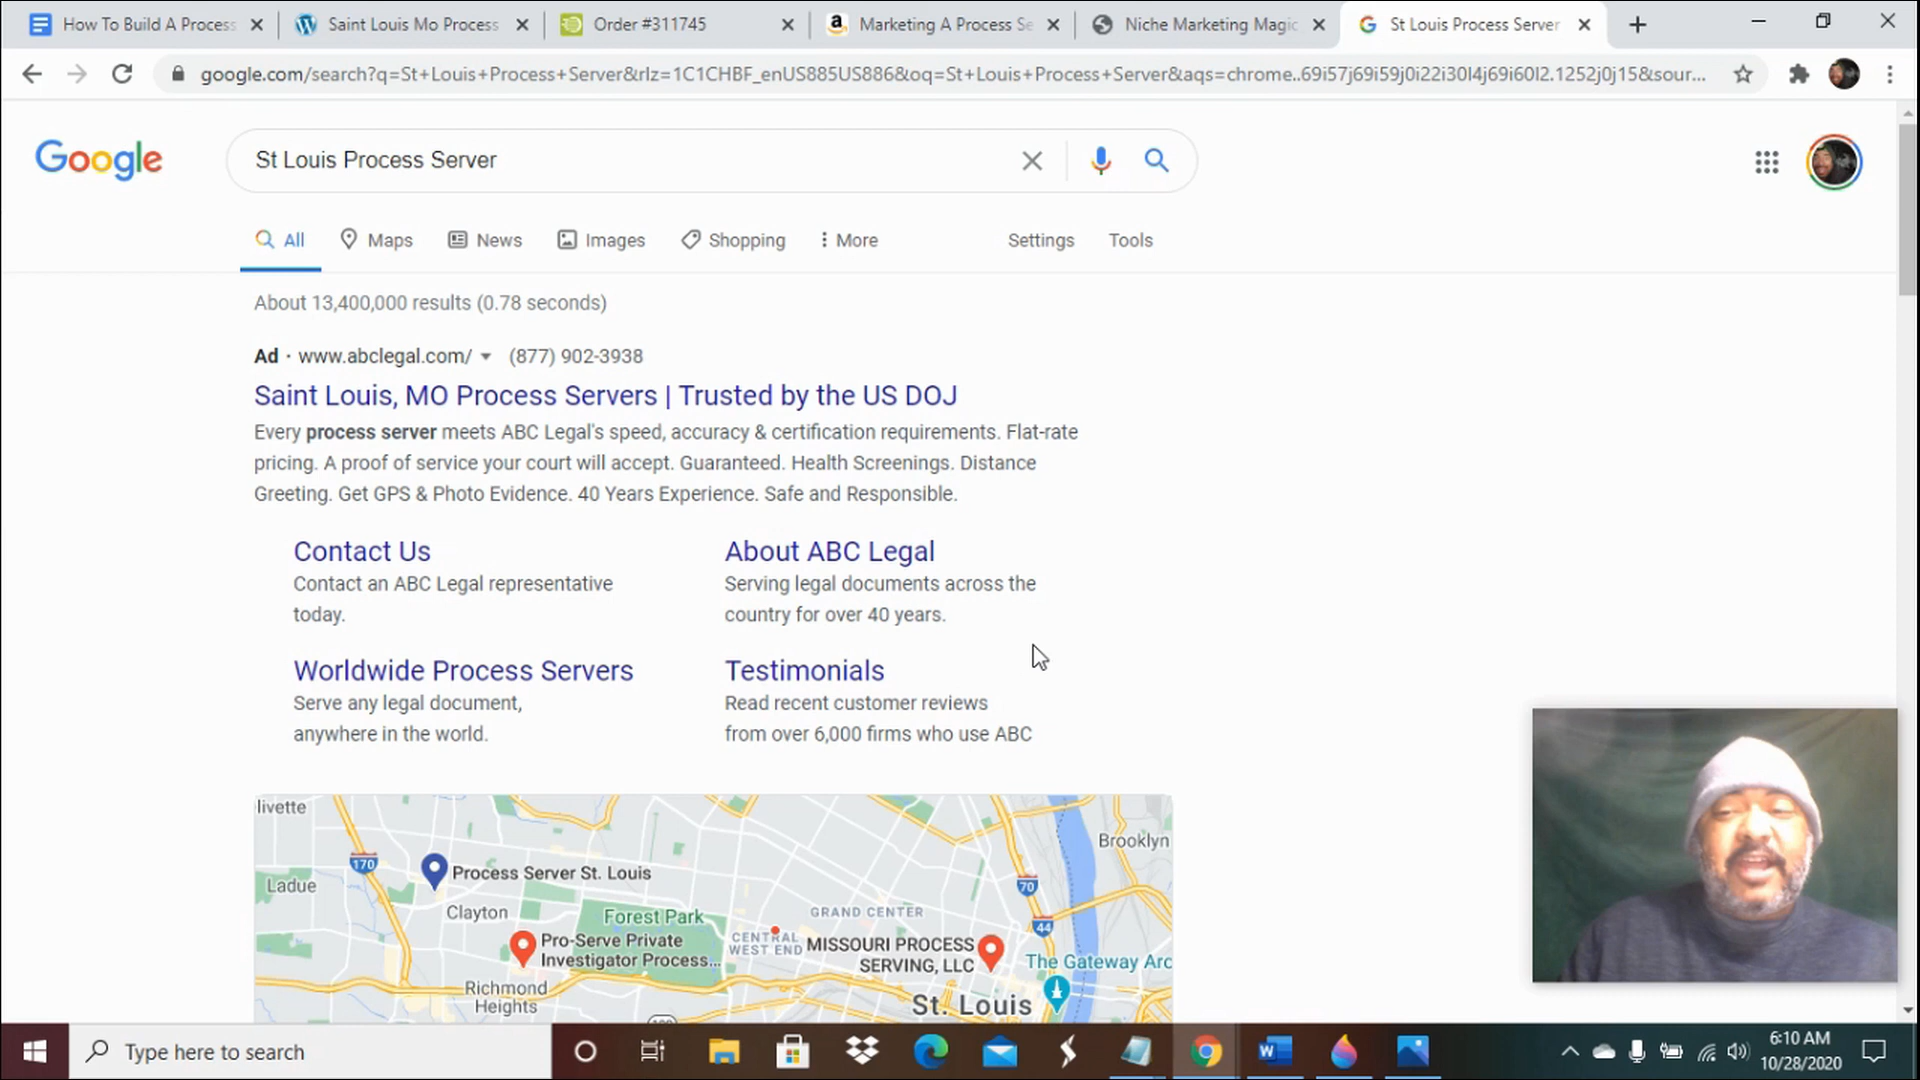 How To Build A Process
Saint Louis Mo Process
Order #311745
Marketing A Process Se
Niche Marketing Magic
St Louis Process Server
google.com/search?q=St+Louis+Process+Server&rlz=1C1CHBF_enUS885US886&oq=St+Louis+Process+Server&aqs=chrome..69i57j69i59j0i22i30l4j69i60l2.1252j0j15&sour...
Google
St Louis Process Server
All
Maps
News
Images
Shopping
More
Settings
Tools
About 13,400,000 results (0.78 seconds)
Ad · www.abclegal.com/ (877) 902-3938
Saint Louis, MO Process Servers | Trusted by the US DOJ
Every process server meets ABC Legal's speed, accuracy & certification requirements. Flat-rate
pricing. A proof of service your court will accept. Guaranteed. Health Screenings. Distance
Greeting. Get GPS & Photo Evidence. 40 Years Experience. Safe and Responsible.
Contact Us
Contact an ABC Legal representative
today.
About ABC Legal
Serving legal documents across the
country for over 40 years.
Worldwide Process Servers
Serve any legal document,
anywhere in the world.
Testimonials
Read recent customer reviews
from over 6,000 firms who use ABC
livette
170
Process Server St. Louis
Brooklyn
Ladue
70
Clayton
Forest Park
GRAND CENTER
44
Pro-Serve Private
Investigator Process...
CENTRAL
WEST END
MISSOURI PROCESS
SERVING, LLC
The Gateway Arc
Richmond
Heights
St. Louis
Type here to search
6:10 AM
10/28/2020